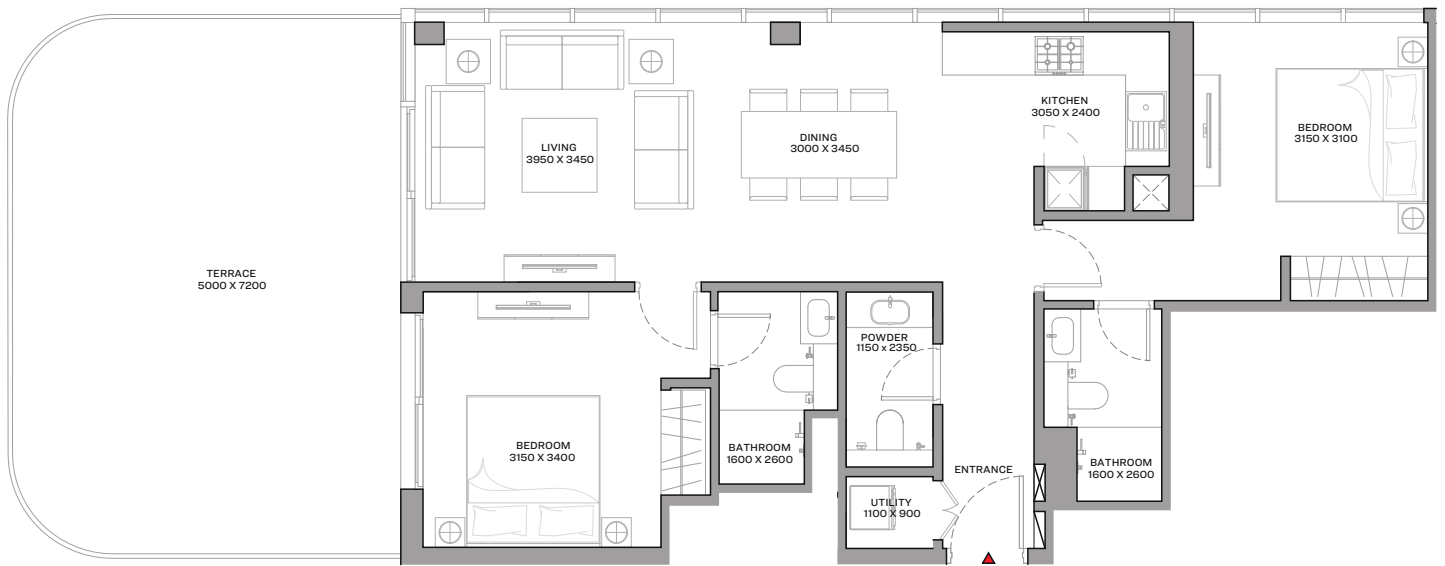 KITCHEN
3050 X 2400
BEDROOM
3150 X 3100
DINING
3000 X 3450
LIVING
3950 X 3450
TERRACE
5000 X 7200
POWDER
1150 x 2350
BEDROOM
3150 X 3400
BATHROOM
1600 X 2600
ENTRANCE
BATHROOM
1600 X 2600
UTILITY
1100 X 900